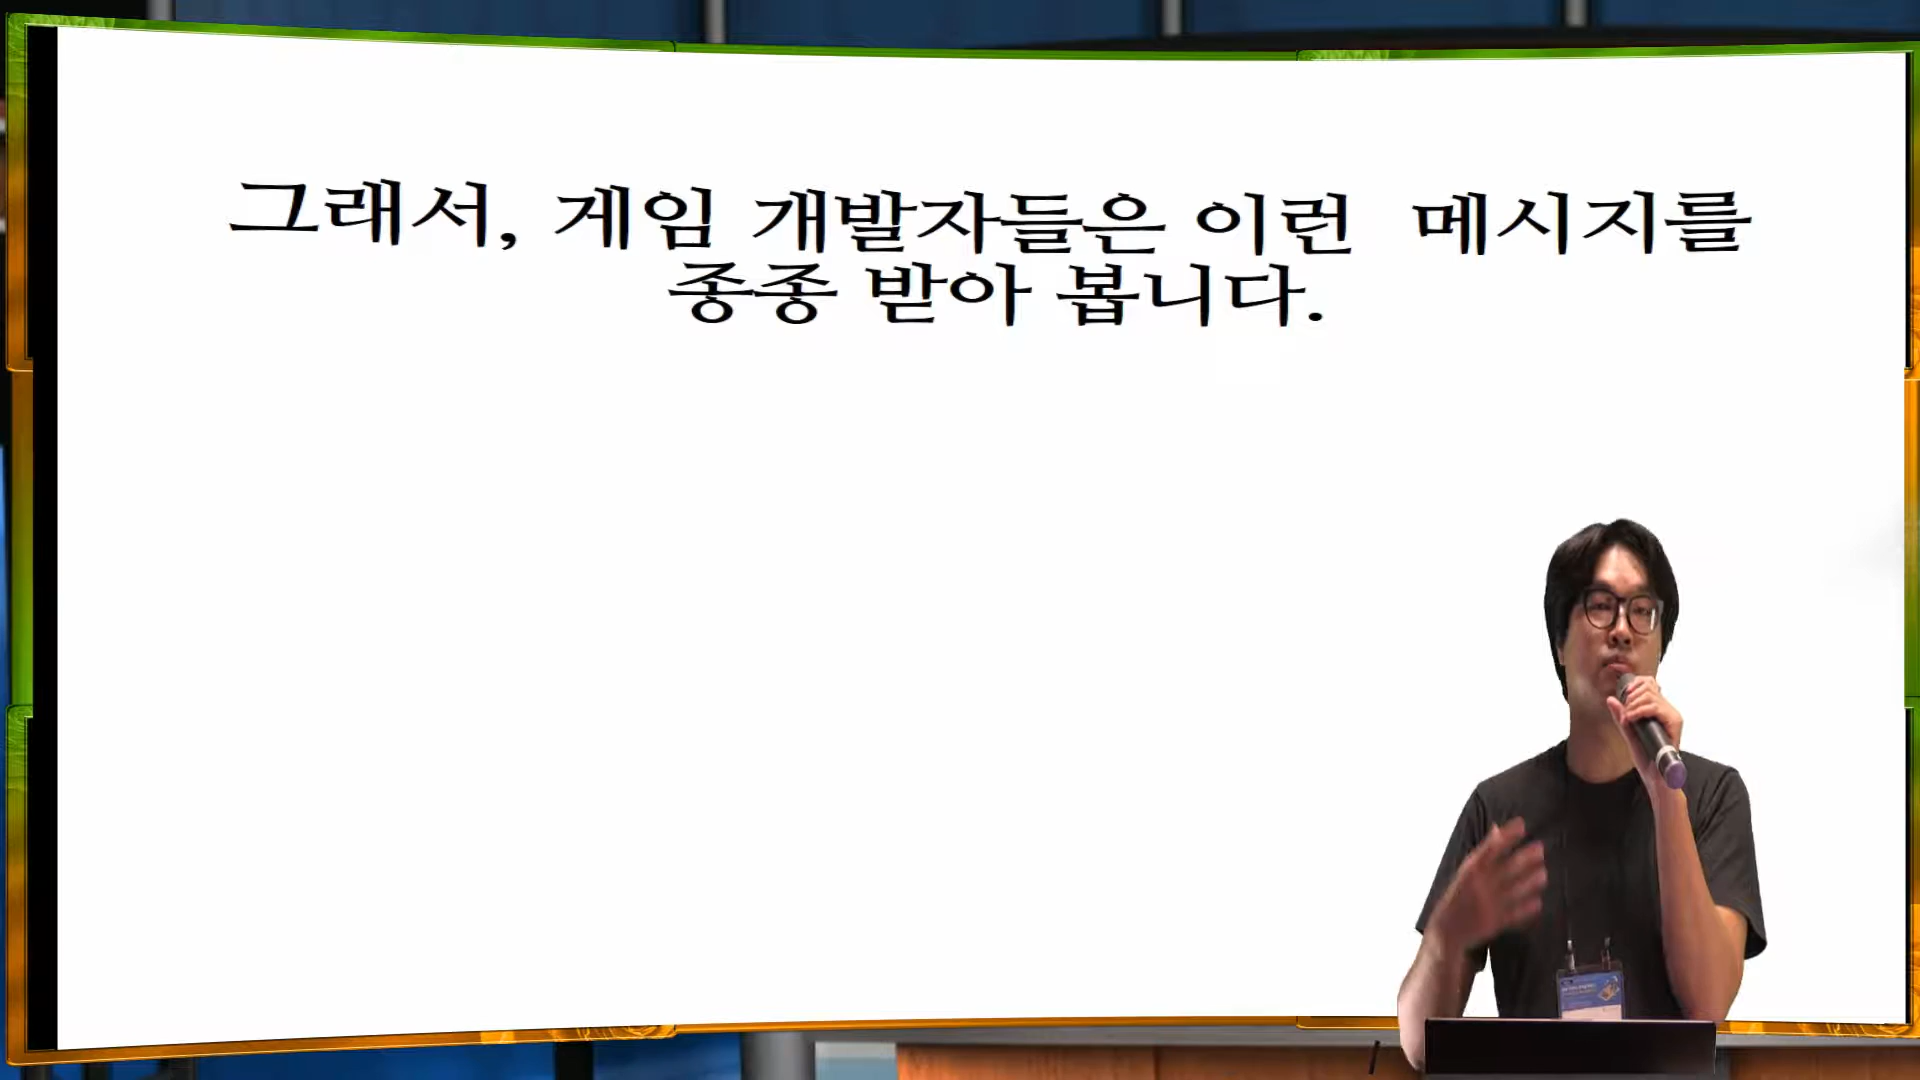 그래서, 게임 개발자들은 이런 메시지를
종종 받아 봅니다.